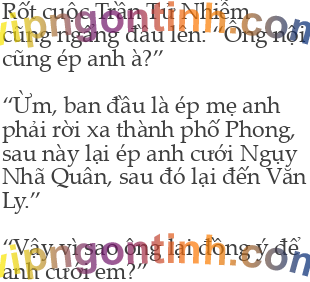 Rốt cuộc Trần Tư Nhiễm
cũng ngẩng đầu lên: “Ông nội
cũng ép anh à?”
“Ừm, ban đầu là ép mẹ anh
phải rời xa thành phố Phong,
sau này lại ép anh cưới Ngụy
Nhã Quân, sau đó lại đến Văn
Ly.”
“Vậy vì sao ông lại đồng ý để
anh cưới em?”
vipngontinh.com
vipngontinh.com